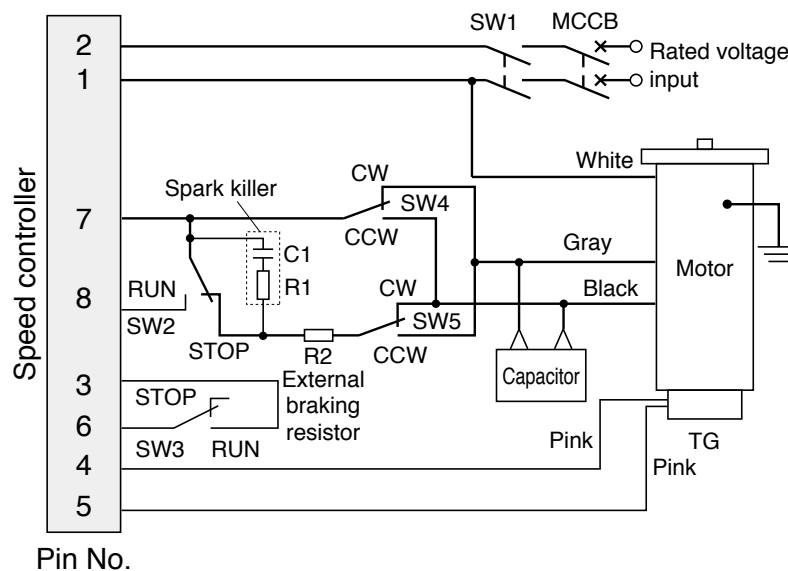 SW1
MCCB
2
Rated voltage
1
input
White
CW
Spark killer
SW4
7
CCW
C1
Gray
Motor
R1
CW
Black
8
RUN
SW5
SW2
STOP
R2
CCW
Capacitor
3
STOP
External
braking
resistor
6
SW3
RUN
Pink
TG
4
Pink
5
Speed controller
Pin No.